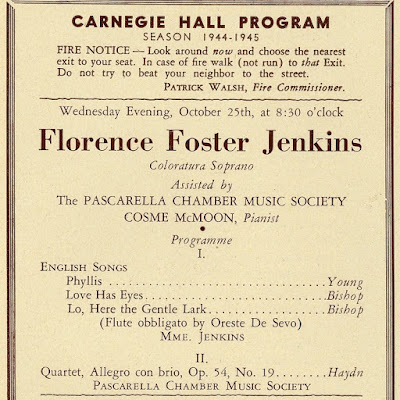 CARNEGIE HALL PROGRAM
SEASON 1944-1945
FIRE NOTICE — Look around now and choose the nearest
exit to your seat. In case of fire walk (not run) to that Exit.
Do not try to beat your neighbor to the street.
PATRICK WALSH, Fire Commissioner.
Wednesday Evening, October 25th, at 8:30 o'clock
Florence Foster Jenkins
Coloratura Soprano
Assisted by
The PASCARELLA CHAMBER MUSIC SOCIETY
COSME McMOON, Pianist
•
Programme
I.
ENGLISH SONGS
Phyllis ........................ Young
Love Has Eyes ........................ Bishop
Lo, Here the Gentle Lark ........................ Bishop
(Flute obbligato by Oreste De Sevo)
MME. JENKINS
II.
Quartet, Allegro con brio, Op. 54, No. 19 ........ Haydn
PASCARELLA CHAMBER MUSIC SOCIETY